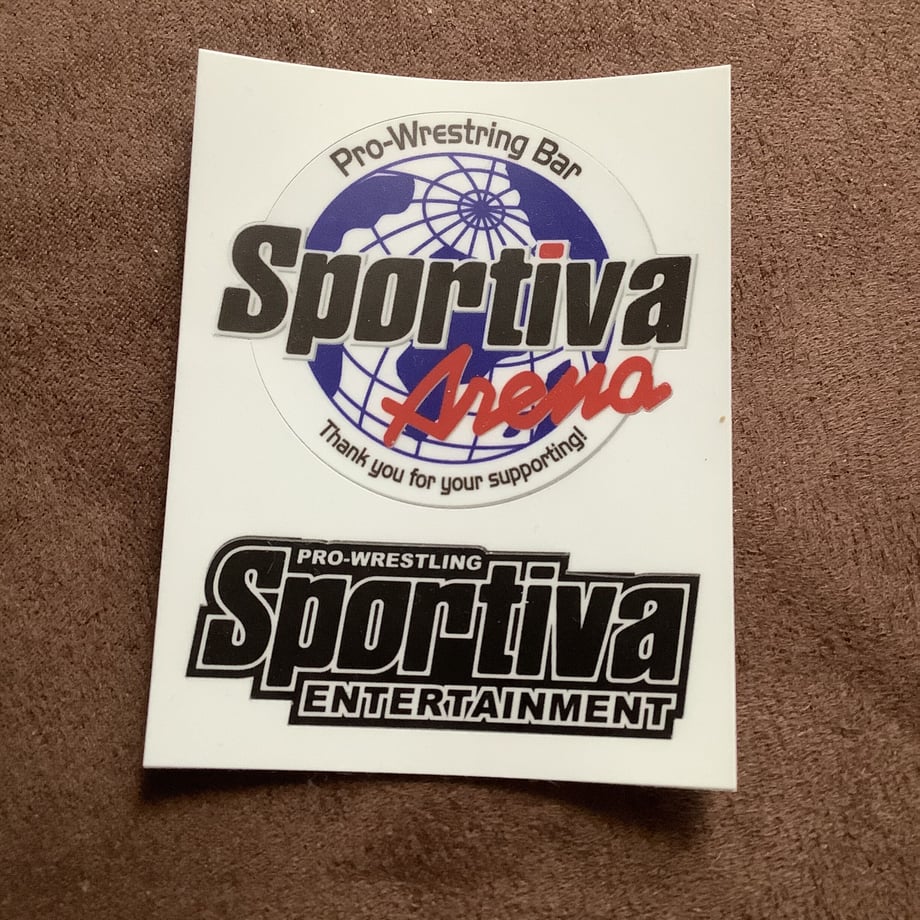 Pro-Wrestring Bar
Sportiva
Arena
Thank you for your supporting!
PRO-WRESTLING
Sportiva
ENTERTAINMENT